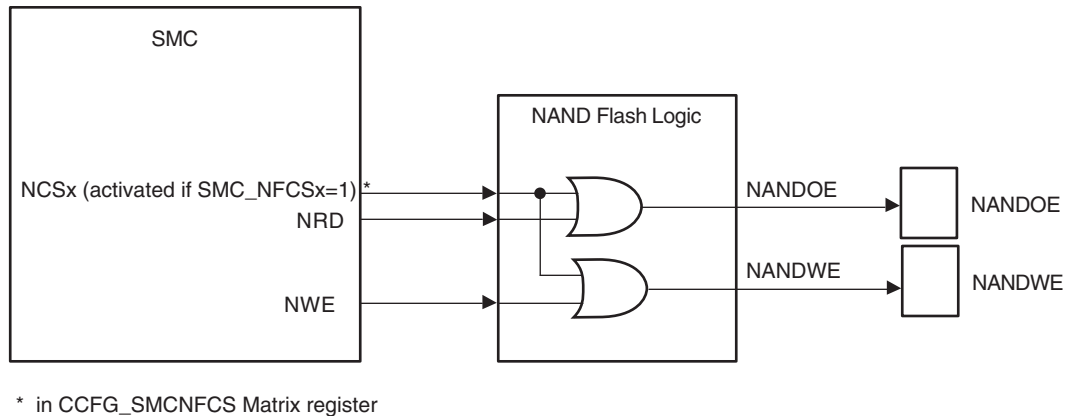 SMC
NAND Flash Logic
NCSx (activated if SMC_NFCSx=1) *
NANDOE
NANDOE
NRD
NANDWE
NANDWE
NWE
* in CCFG_SMCNFCS Matrix register